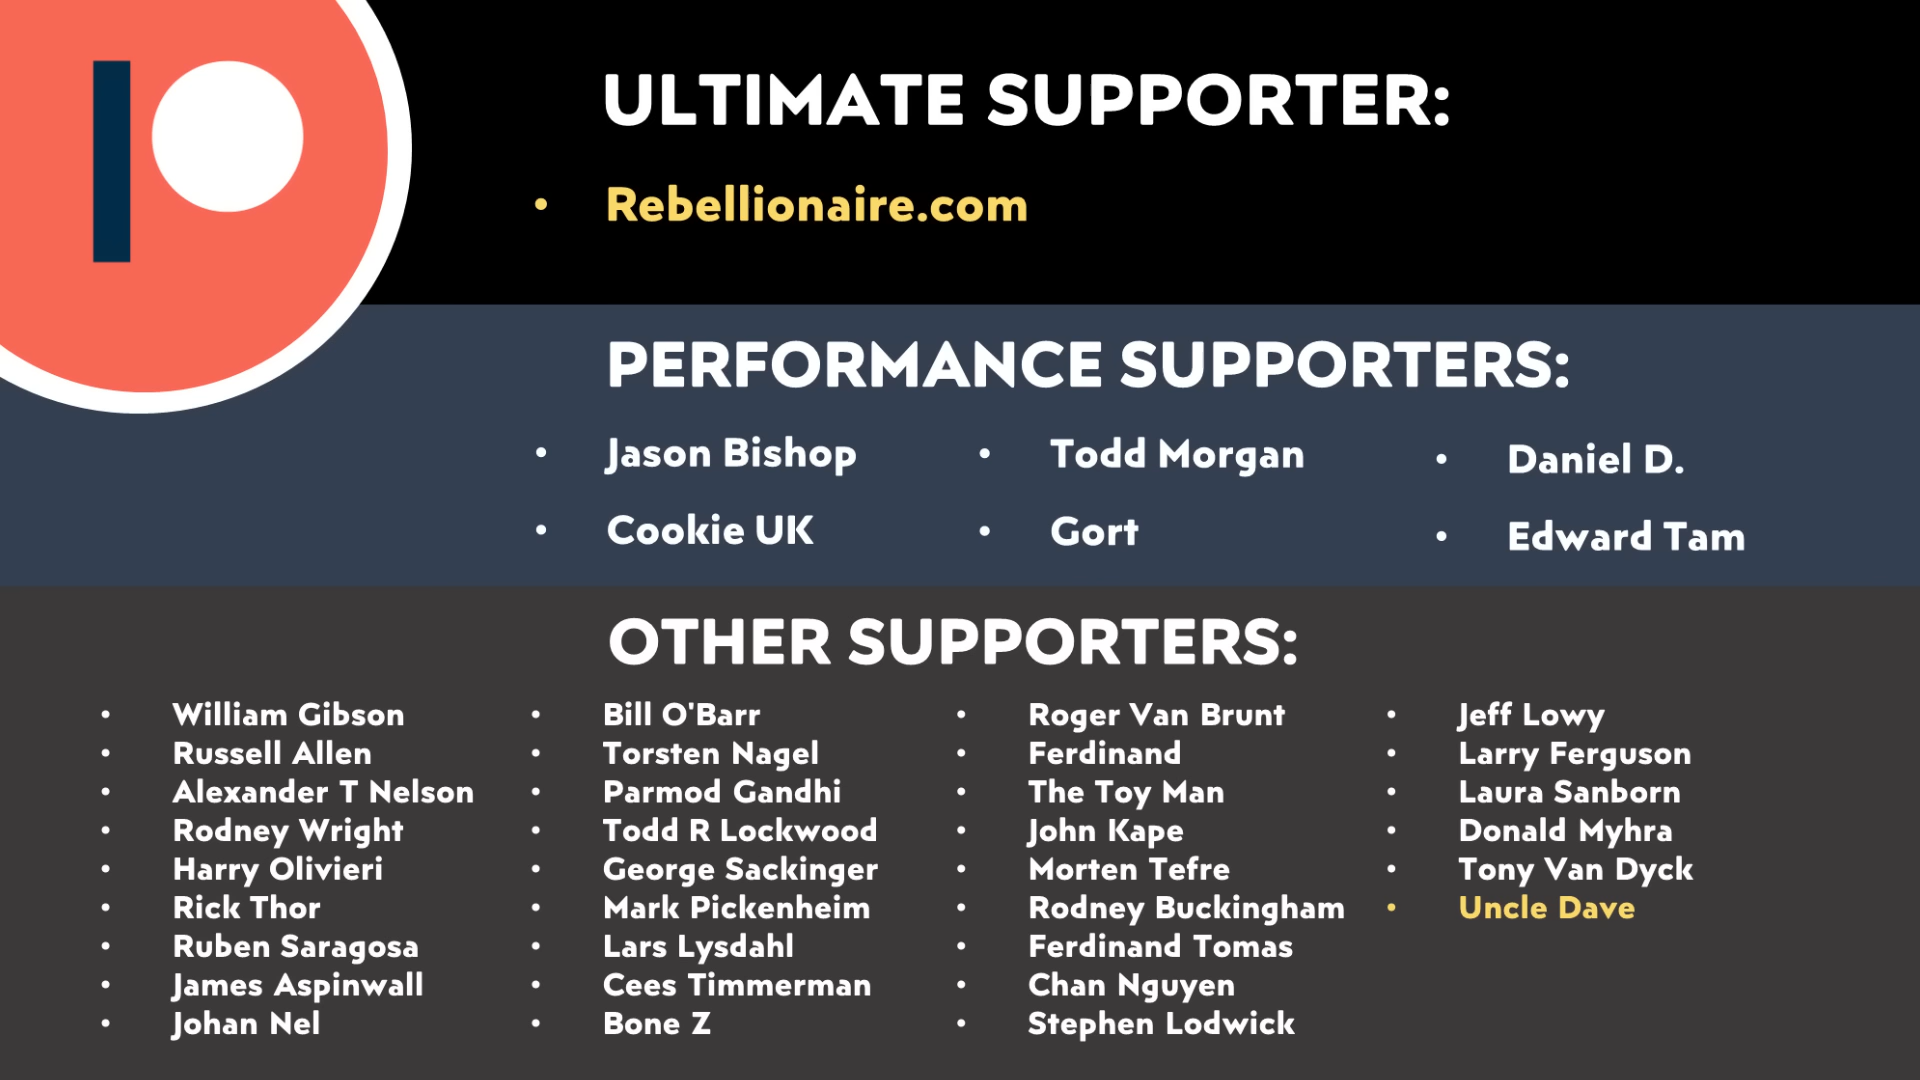 ULTIMATE SUPPORTER:
• Rebellionaire.com
PERFORMANCE SUPPORTERS:
• Jason Bishop
• Cookie UK
• Todd Morgan
• Gort
• Daniel D.
• Edward Tam
OTHER SUPPORTERS:
• William Gibson
• Russell Allen
• Alexander T Nelson
• Rodney Wright
• Harry Olivieri
• Rick Thor
• Ruben Saragosa
• James Aspinwall
• Johan Nel
• Bill O'Barr
• Torsten Nagel
• Parmod Gandhi
• Todd R Lockwood
• George Sackinger
• Mark Pickenheim
• Lars Lysdahl
• Cees Timmerman
• Bone Z
• Roger Van Brunt
• Ferdinand
• The Toy Man
• John Kape
• Morten Tefre
• Rodney Buckingham
• Ferdinand Tomas
• Chan Nguyen
• Stephen Lodwick
• Jeff Lowy
• Larry Ferguson
• Laura Sanborn
• Donald Myhra
• Tony Van Dyck
• Uncle Dave